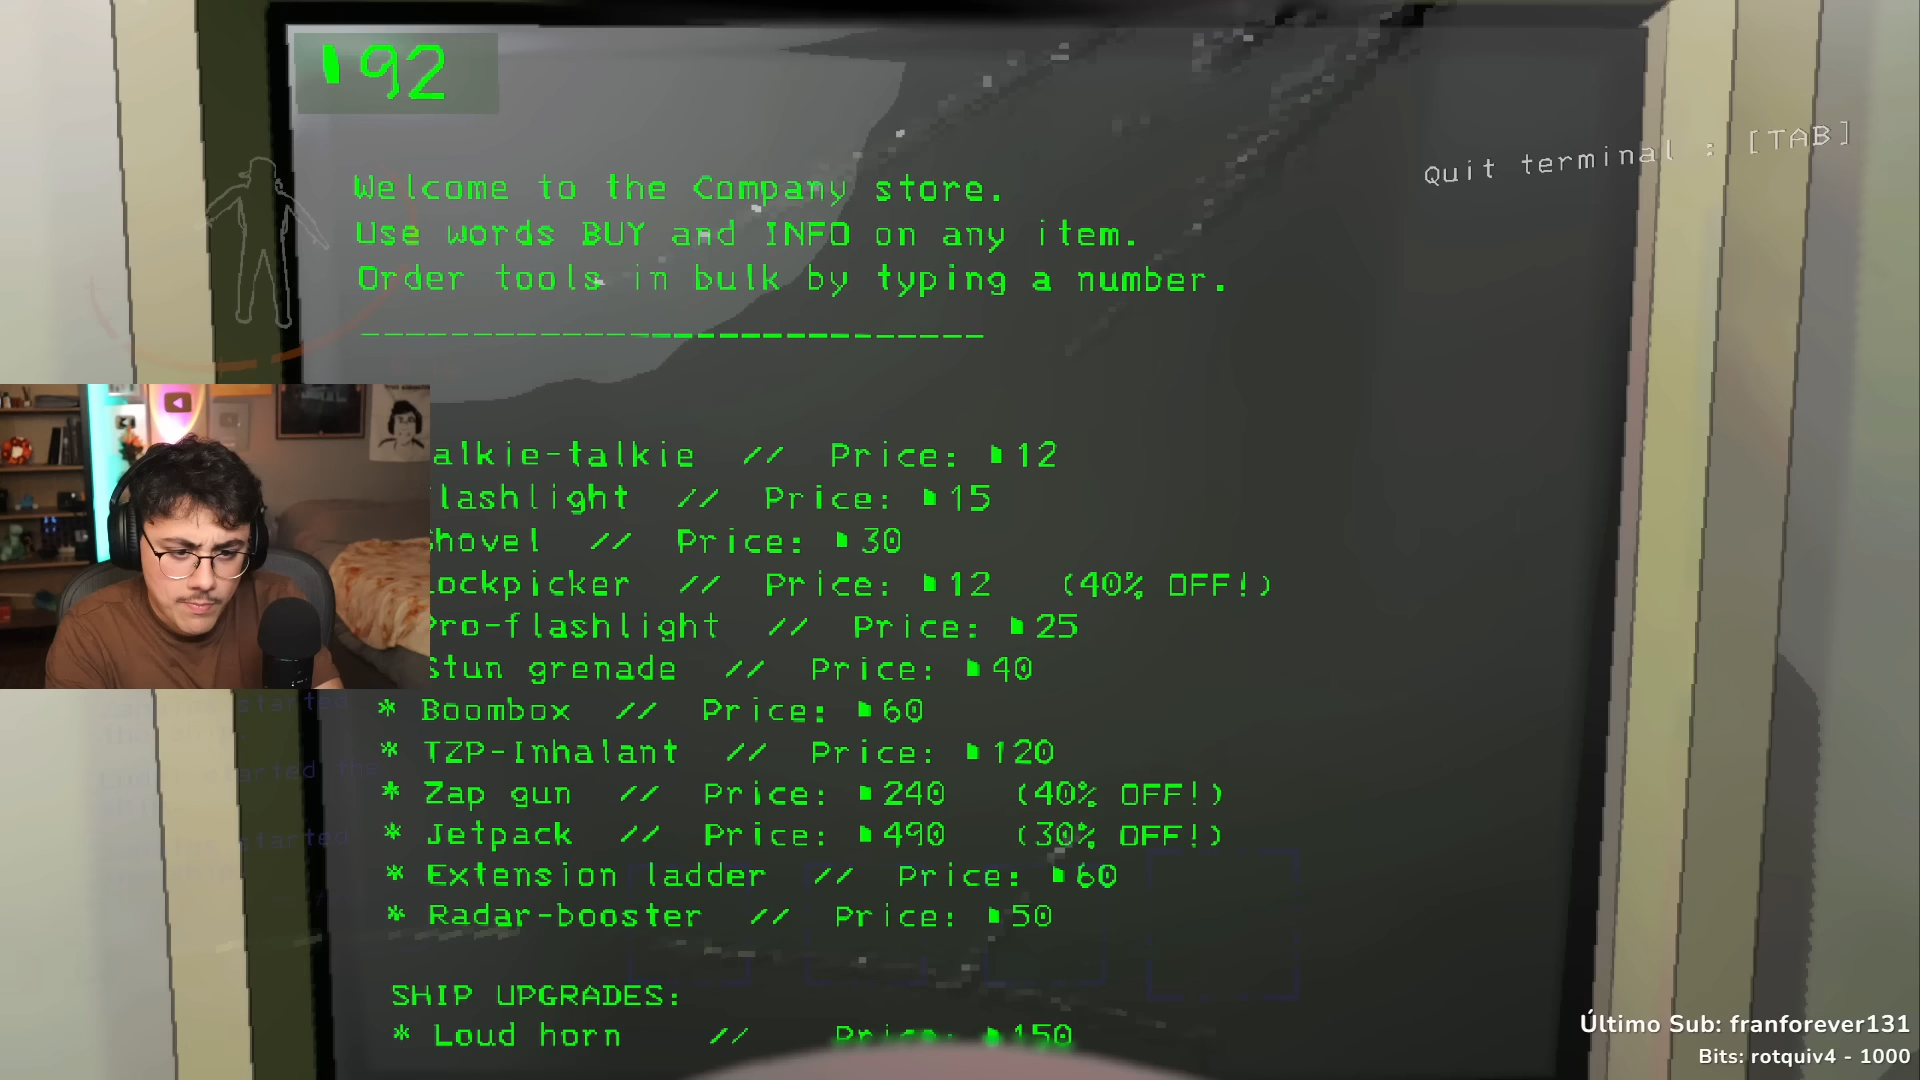 92
Quit terminal : [TAB]
Welcome to the Company store.
Use words BUY and INFO on any item.
Order tools in bulk by typing a number.
------------------------------
alkie-talkie // Price: 12
lashlight // Price: 15
hovel // Price: 30
ockpicker // Price: 12 (40% OFF!)
Pro-flashlight // Price: 25
Stun grenade // Price: 40
* Boombox // Price: 60
* TZP-Inhalant // Price: 120
* Zap gun // Price: 240 (40% OFF!)
* Jetpack // Price: 490 (30% OFF!)
* Extension ladder // Price: 60
* Radar-booster // Price: 50
SHIP UPGRADES:
* Loud horn // Price: 150
Último Sub: franforever131
Bits: rotquiv4 - 1000